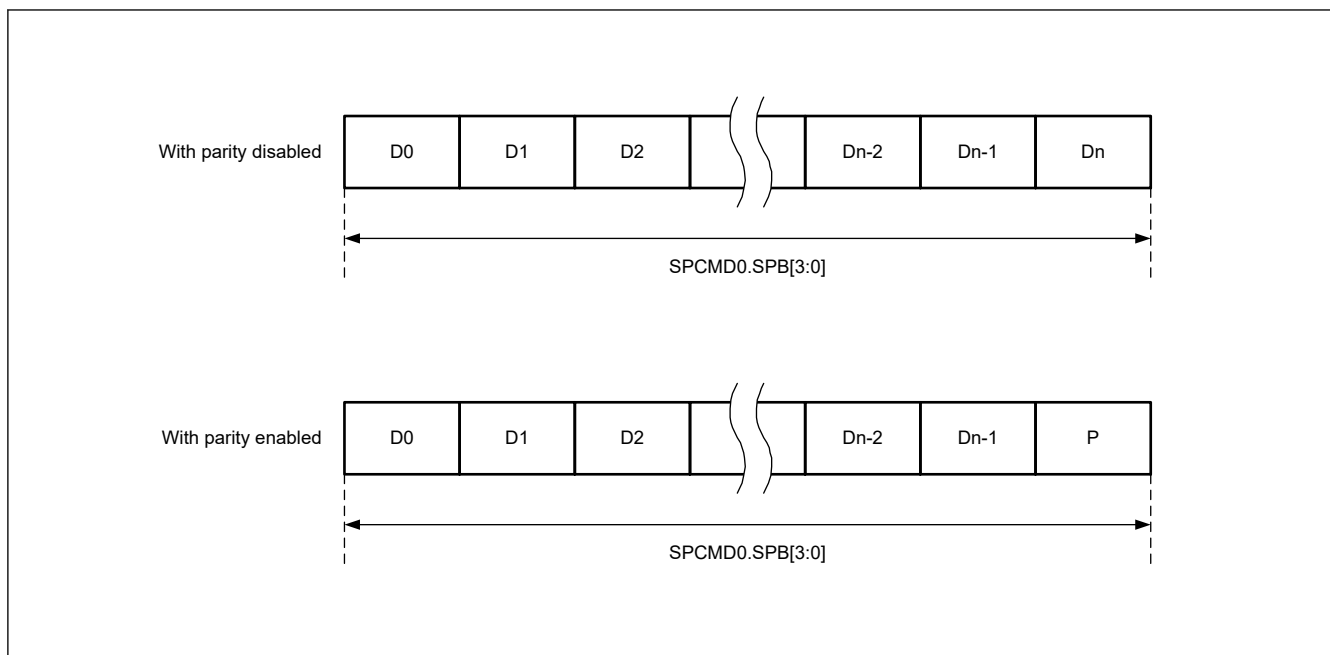 With parity disabled D0 D1 D2 Dn-2 Dn-1 Dn
SPCMD0.SPB[3:0]
With parity enabled D0 D1 D2 Dn-2 Dn-1 P
SPCMD0.SPB[3:0]